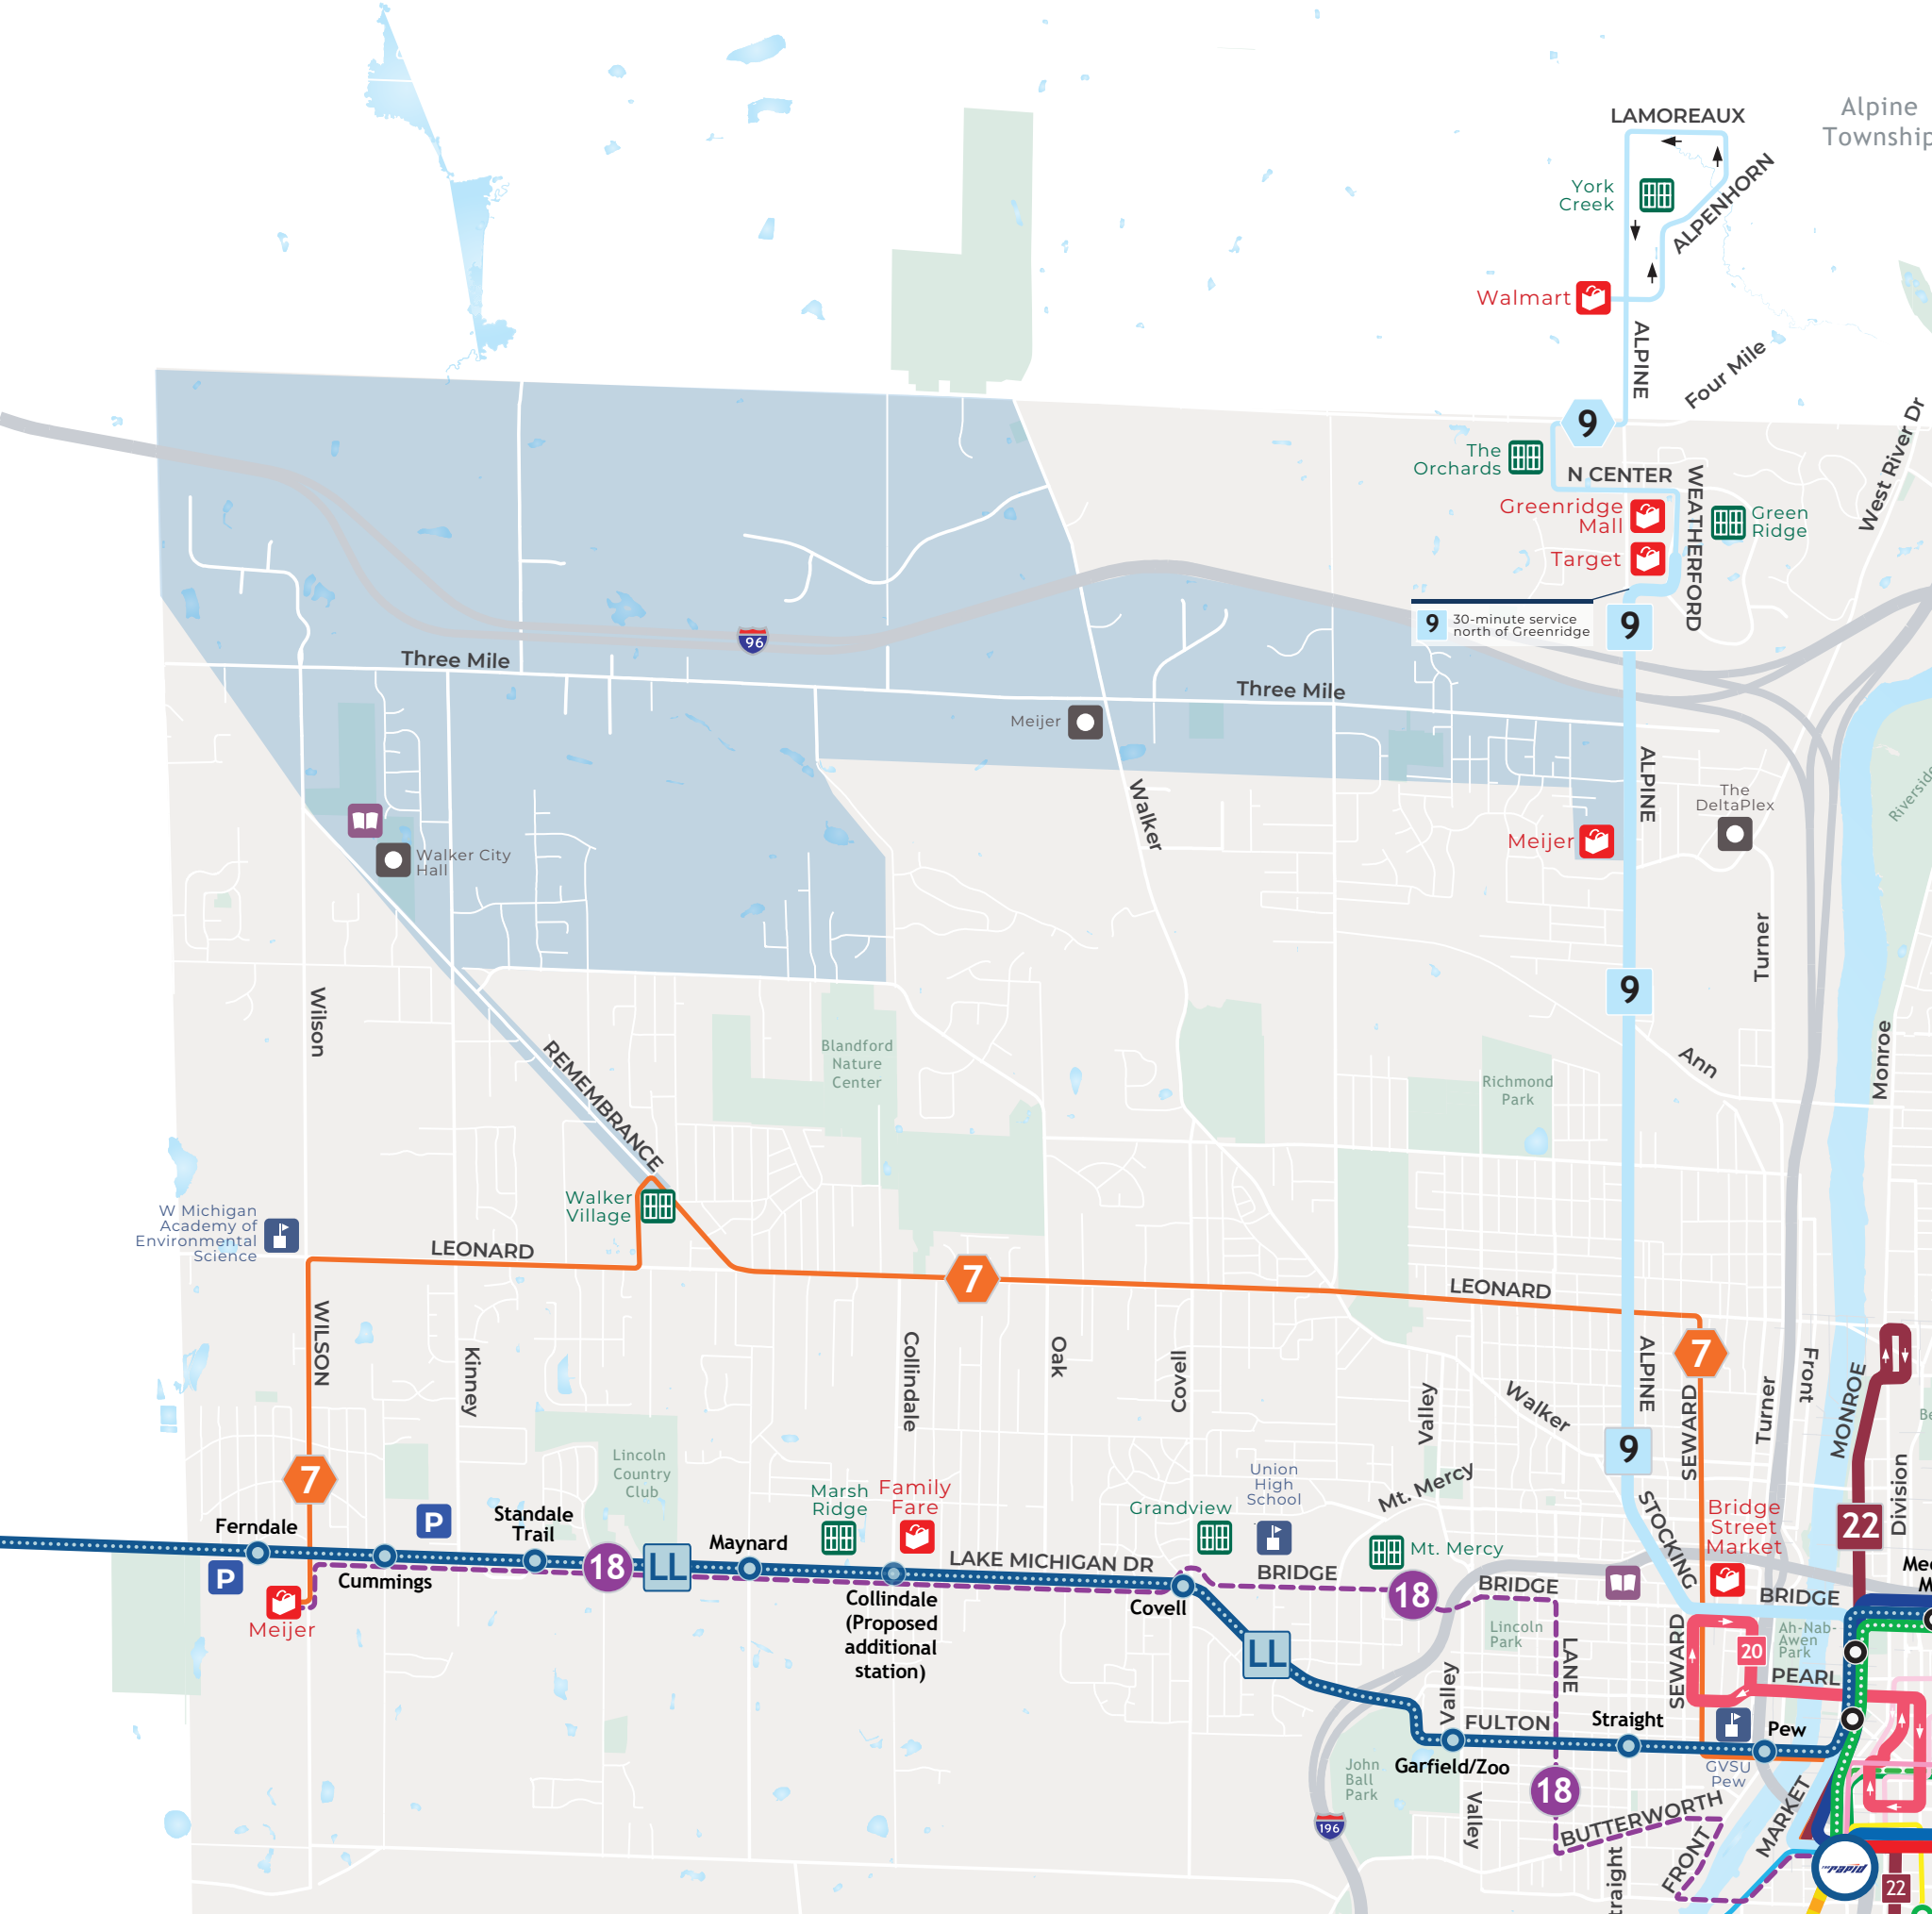 Alpine
Township
LAMOREAUX
York
Creek
ALPENHORN
Walmart
ALPINE
Four Mile
West River Dr
9
The
Orchards
N CENTER
WEATHERFORD
Greenridge
Mall
Green
Ridge
Target
9 30-minute service
north of Greenridge
9
96
Three Mile
Three Mile
Meijer
Walker
ALPINE
The
DeltaPlex
Meijer
Riverside
Walker City
Hall
Turner
9
Wilson
REMEMBRANCE
Blandford
Nature
Center
Ann
Monroe
Richmond
Park
Walker
Village
W Michigan
Academy of
Environmental
Science
LEONARD
7
LEONARD
WILSON
Kinney
Collindale
Oak
Covell
Valley
Walker
ALPINE
7
SEWARD
Turner
Front
MONROE
Division
Be
9
7
Lincoln
Country
Club
Marsh
Ridge
Family
Fare
Union
High
School
Mt. Mercy
Grandview
STOCKING
Bridge
Street
Market
22
Ferndale
P
Standale
Trail
Maynard
P
Cummings
18
LL
LAKE MICHIGAN DR
BRIDGE
Mt. Mercy
18
BRIDGE
BRIDGE
Mee
M
Meijer
Collindale
(Proposed
additional
station)
Covell
LL
Lincoln
Park
LANE
SEWARD
20
Ah-Nab-
Awen
Park
PEARL
Valley
FULTON
Straight
Pew
Garfield/Zoo
GVSU
Pew
John
Ball
Park
18
Valley
196
BUTTERWORTH
FRONT
MARKET
traight
THE rapid
22